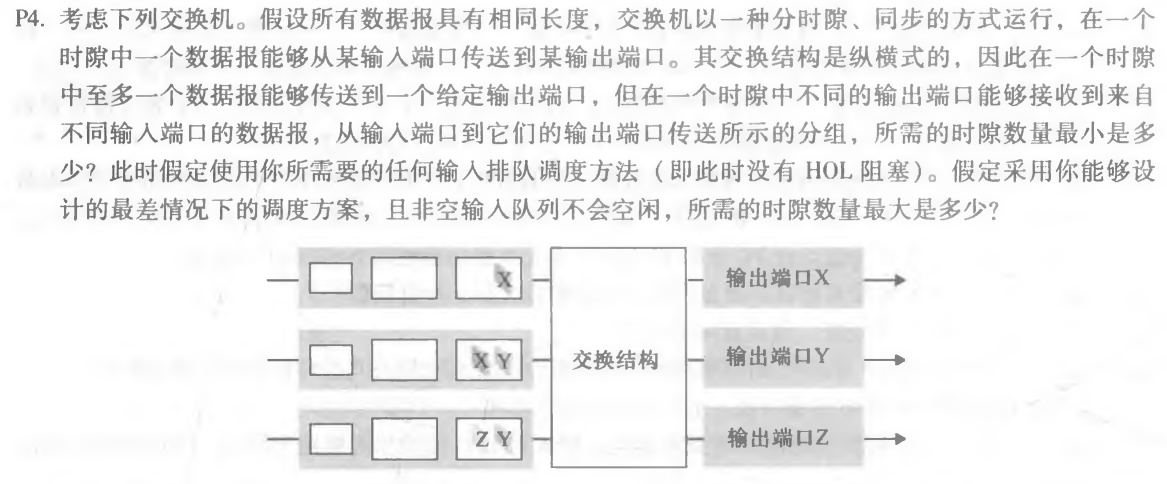 P4. 考虑下列交换机。假设所有数据报具有相同长度，交换机以一种分时隙、同步的方式运行，在一个
时隙中一个数据报能够从某输入端口传送到某输出端口。其交换结构是纵横式的，因此在一个时隙
中至多一个数据报能够传送到一个给定输出端口，但在一个时隙中不同的输出端口能够接收到来自
不同输入端口的数据报，从输入端口到它们的输出端口传送所示的分组，所需的时隙数量最小是多
少？此时假定使用你所需要的任何输入排队调度方法（即此时没有 HOL 阻塞）。假定采用你能够设
计的最差情况下的调度方案，且非空输入队列不会空闲，所需的时隙数量最大是多少？
X
输出端口X
X Y
交换结构
输出端口Y
Z Y
输出端口Z